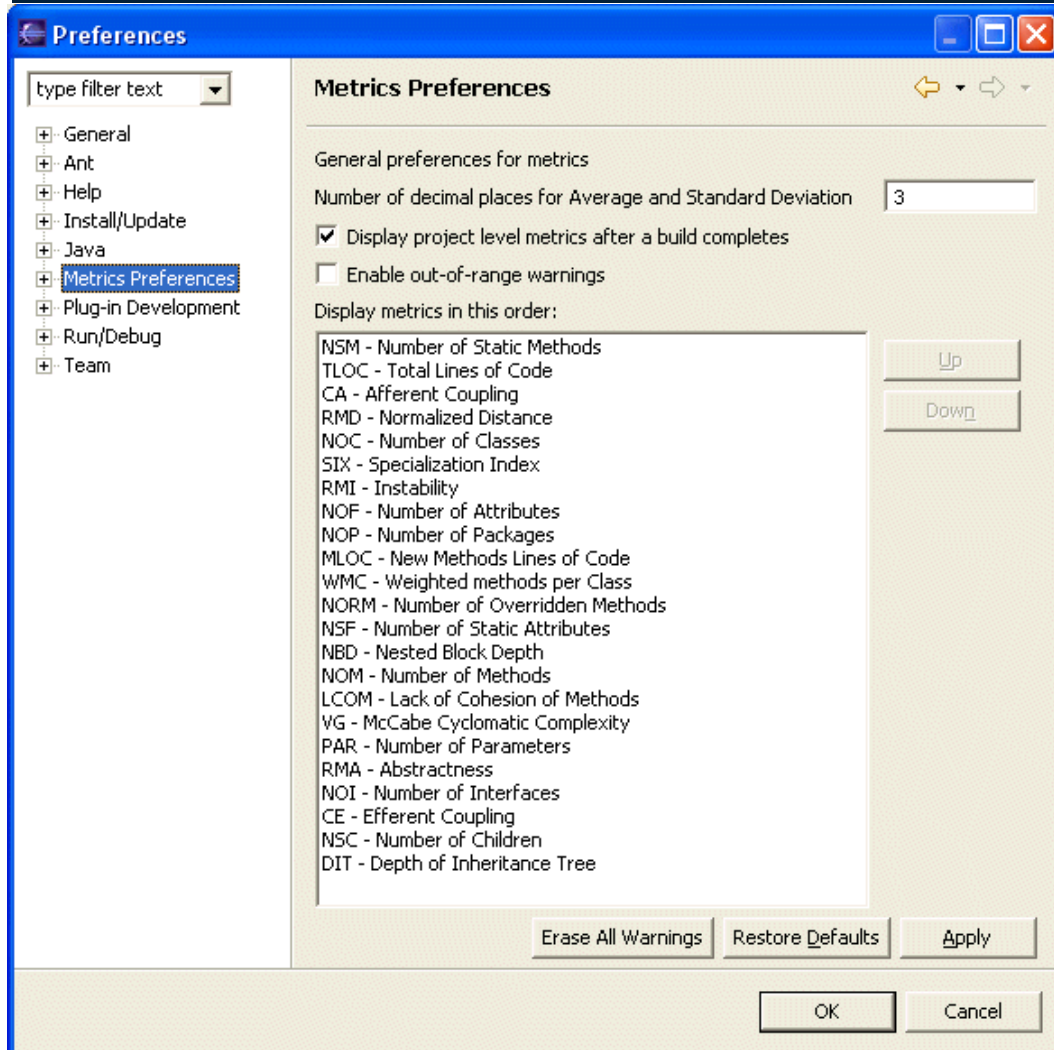 Preferences
type filter text
General
Ant
Help
Install/Update
Java
Metrics Preferences
Plug-in Development
Run/Debug
Team
Metrics Preferences
General preferences for metrics
Number of decimal places for Average and Standard Deviation 3
Display project level metrics after a build completes
Enable out-of-range warnings
Display metrics in this order:
NSM - Number of Static Methods
TLOC - Total Lines of Code
CA - Afferent Coupling
RMD - Normalized Distance
NOC - Number of Classes
SIX - Specialization Index
RMI - Instability
NOF - Number of Attributes
NOP - Number of Packages
MLOC - New Methods Lines of Code
WMC - Weighted methods per Class
NORM - Number of Overridden Methods
NSF - Number of Static Attributes
NBD - Nested Block Depth
NOM - Number of Methods
LCOM - Lack of Cohesion of Methods
VG - McCabe Cyclomatic Complexity
PAR - Number of Parameters
RMA - Abstractness
NOI - Number of Interfaces
CE - Efferent Coupling
NSC - Number of Children
DIT - Depth of Inheritance Tree
Up
Down
Erase All Warnings Restore Defaults Apply
OK Cancel